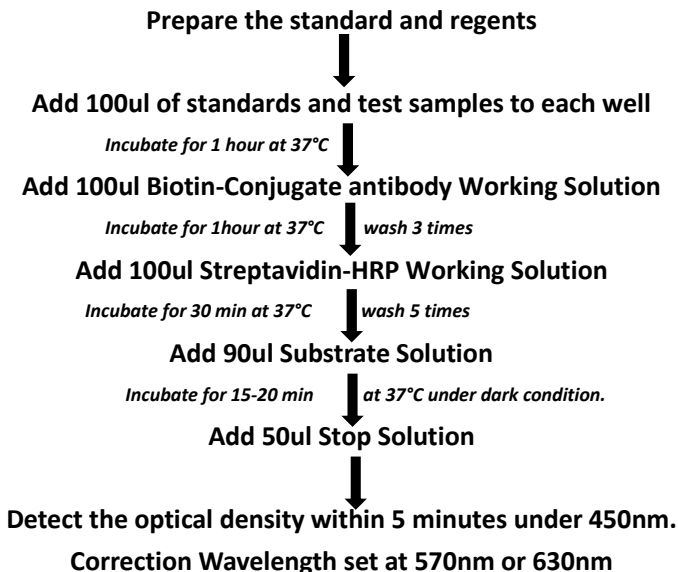 Prepare the standard and regents
Add 100ul of standards and test samples to each well
Incubate for 1 hour at 37°C
Add 100ul Biotin-Conjugate antibody Working Solution
Incubate for 1hour at 37°C wash 3 times
Add 100ul Streptavidin-HRP Working Solution
Incubate for 30 min at 37°C wash 5 times
Add 90ul Substrate Solution
Incubate for 15-20 min at 37°C under dark condition.
Add 50ul Stop Solution
Detect the optical density within 5 minutes under 450nm.
Correction Wavelength set at 570nm or 630nm